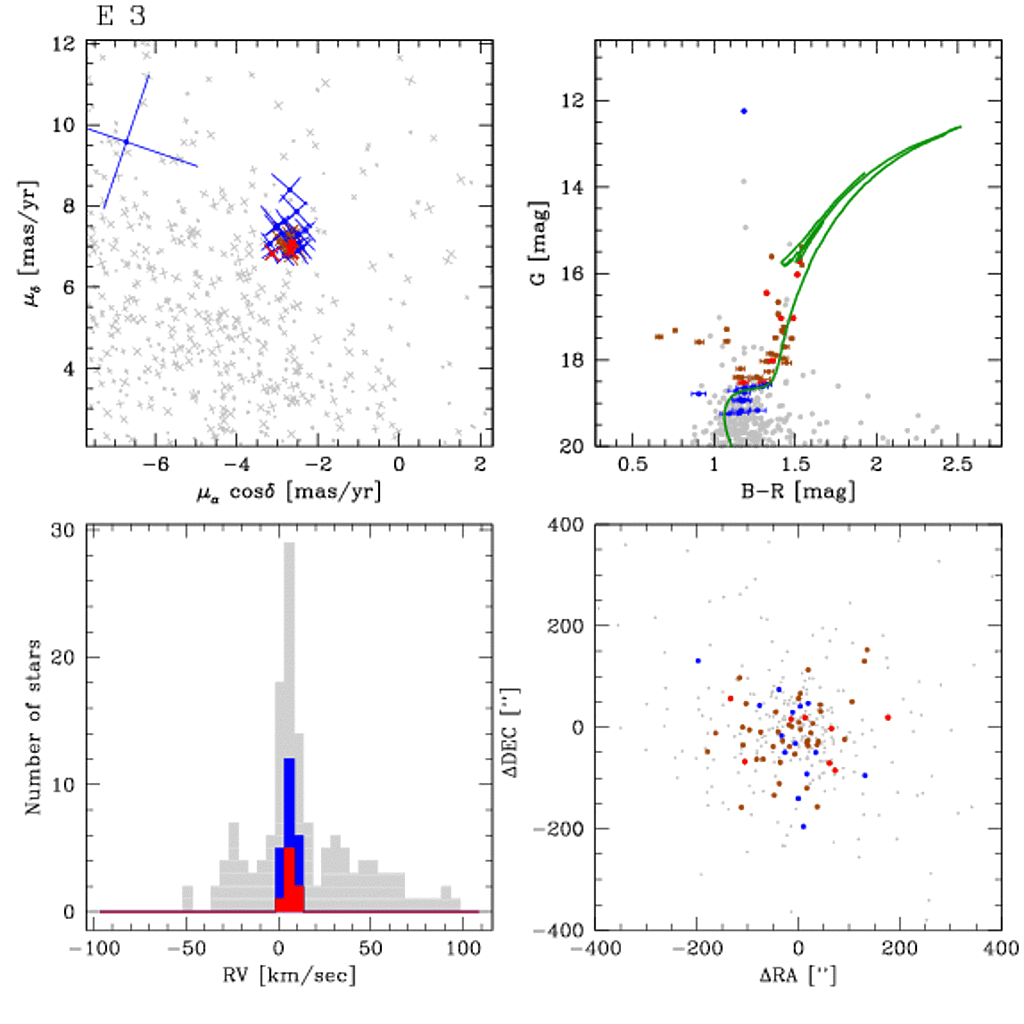 E 3
12
10
8
6
4
−6 −4 −2 0 2
μδ [mas/yr]
μα cosδ [mas/yr]
12
14
16
18
20
0.5 1 1.5 2 2.5
G [mag]
B−R [mag]
30
20
10
0
−100 −50 0 50 100
Number of stars
RV [km/sec]
400
200
0
−200
−400
−400 −200 0 200 400
ΔDEC ["]
ΔRA ["]